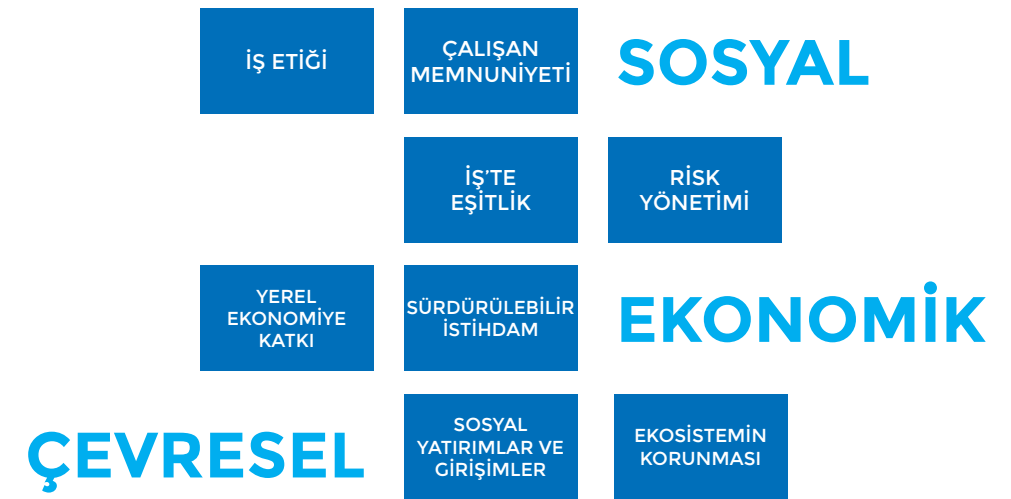 İŞ ETİĞİ
ÇALIŞAN
MEMNUNİYETİ
SOSYAL
İŞ'TE
EŞİTLİK
RİSK
YÖNETİMİ
YEREL
EKONOMİYE
KATKI
SÜRDÜRÜLEBİLİR
İSTİHDAM
EKONOMİK
ÇEVRESEL
SOSYAL
YATIRIMLAR VE
GİRİŞİMLER
EKOSİSTEMİN
KORUNMASI